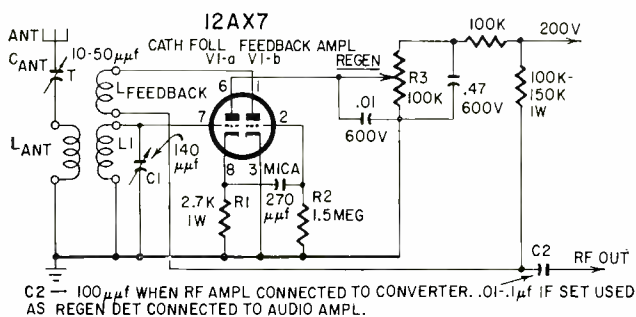 12AX7
CATH FOLL FEEDBACK AMPL
V1-a V1-b
ANT
CANT
10-50µµf
T
LFEEDBACK
LANT
L1
C1
140
µµf
6
1
7
2
8
3
MICA
270
µµf
2.7K
1W
R1
R2
1.5MEG
REGEN
R3
100K
.01
600V
.47
600V
100K
200V
100K-
150K
1W
C2
RF OUT
C2 — 100µµf WHEN RF AMPL CONNECTED TO CONVERTER. .01-.1µf IF SET USED
AS REGEN DET CONNECTED TO AUDIO AMPL.